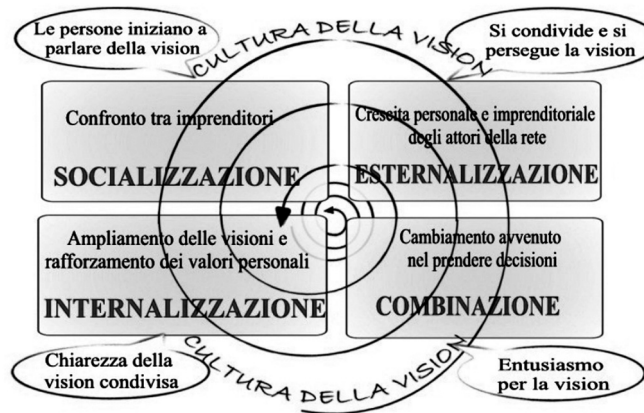 Le persone iniziano a
parlare della vision
CULTURA DELLA VISION
Si condivide e si
persegue la vision
Confronto tra imprenditori
SOCIALIZZAZIONE
Crescita personale e imprenditoriale
degli attori della rete
ESTERNALIZZAZIONE
Ampliamento delle visioni e
rafforzamento dei valori personali
INTERNALIZZAZIONE
Cambiamento avvenuto
nel prendere decisioni
COMBINAZIONE
Chiarezza della
vision condivisa
CULTURA DELLA VISION
Entusiasmo
per la vision